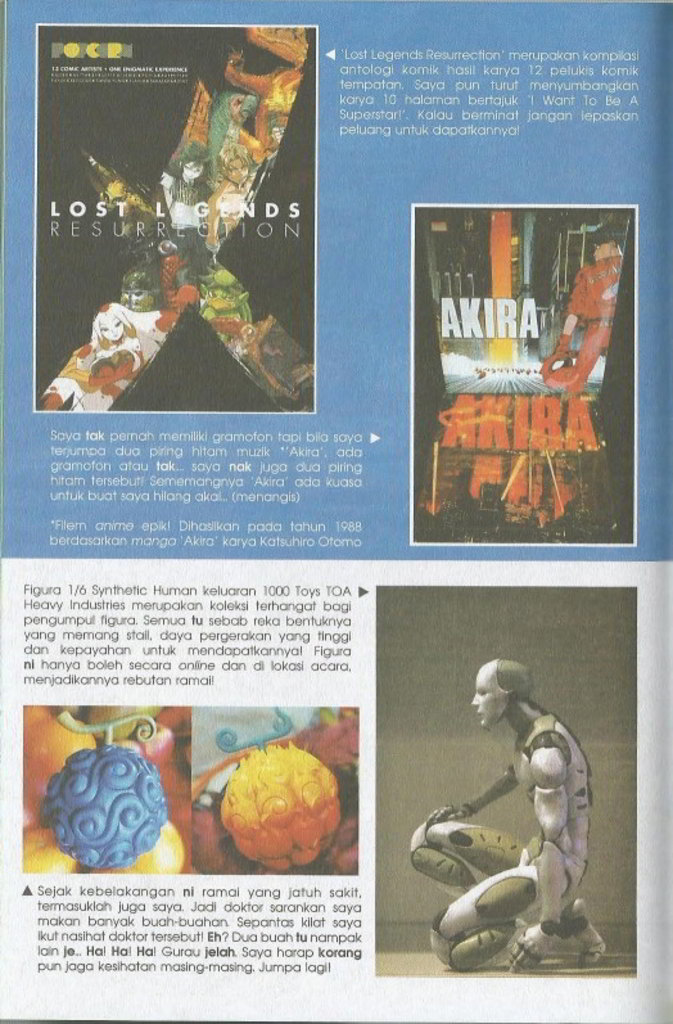 OCR
12 COMIC ARTISTS • ONE ENIGMATIC EXPERIENCE
LOST LEGENDS
RESURRECTION
◀ 'Lost Legends Resurrection' merupakan kompilasi
antologi komik hasil karya 12 pelukis komik
tempatan. Saya pun turut menyumbangkan
karya 10 halaman bertajuk 'I Want To Be A
Superstar!'. Kalau berminat jangan lepaskan
peluang untuk dapatkannya!
AKIRA
AKIRA
Saya tak pernah memiliki gramofon tapi bila saya ▶
terjumpa dua piring hitam muzik *'Akira', ada
gramofon atau tak... saya nak juga dua piring
hitam tersebut! Sememangnya 'Akira' ada kuasa
untuk buat saya hilang akal... (menangis)
*Filem anime epik! Dihasilkan pada tahun 1988
berdasarkan manga 'Akira' karya Katsuhiro Otomo
Figura 1/6 Synthetic Human keluaran 1000 Toys TOA ▶
Heavy Industries merupakan koleksi terhangat bagi
pengumpul figura. Semua tu sebab reka bentuknya
yang memang stail, daya pergerakan yang tinggi
dan kepayahan untuk mendapatkannya! Figura
ni hanya boleh secara online dan di lokasi acara,
menjadikannya rebutan ramai!
▲ Sejak kebelakangan ni ramai yang jatuh sakit,
termasuklah juga saya. Jadi doktor sarankan saya
makan banyak buah-buahan. Sepantas kilat saya
ikut nasihat doktor tersebut! Eh? Dua buah tu nampak
lain je.. Ha! Ha! Ha! Gurau jelah. Saya harap korang
pun jaga kesihatan masing-masing. Jumpa lagi!